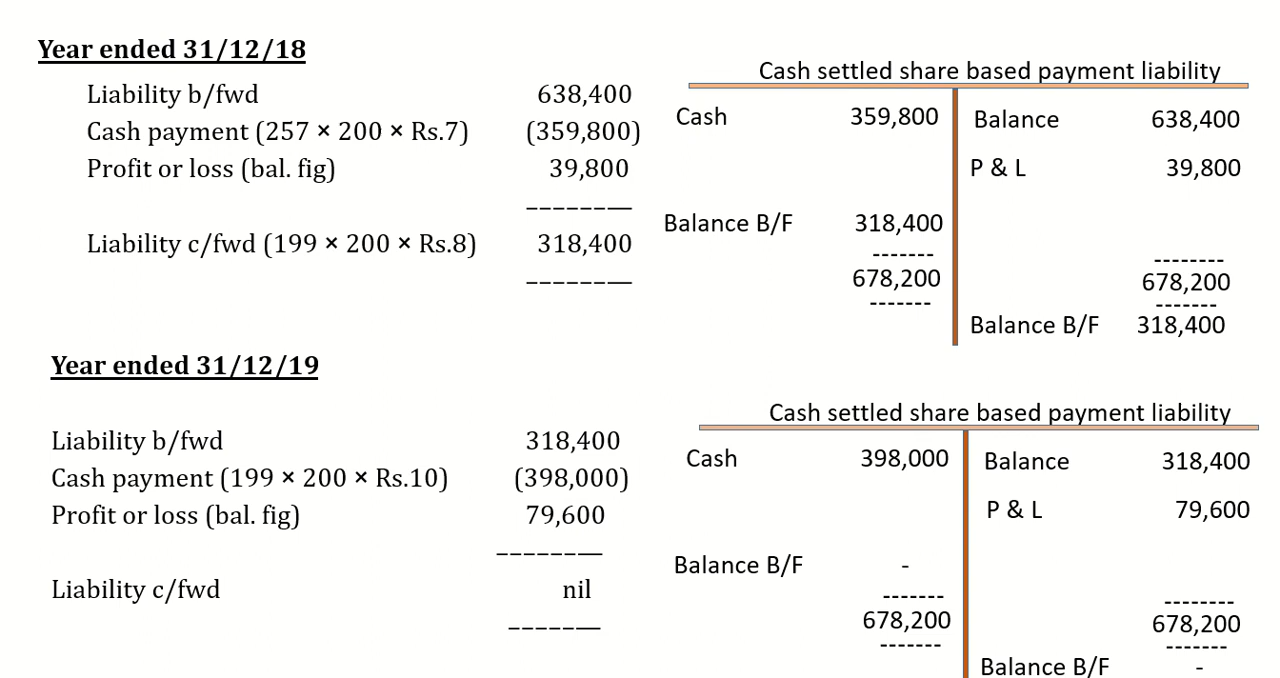 Year ended 31/12/18
Liability b/fwd 638,400
Cash payment (257 × 200 × Rs.7) (359,800)
Profit or loss (bal. fig) 39,800
————————
Liability c/fwd (199 × 200 × Rs.8) 318,400
————————
Cash settled share based payment liability
Cash 359,800 Balance 638,400
P & L 39,800
Balance B/F 318,400
------- --------
678,200 678,200
------- -------
Balance B/F 318,400
Year ended 31/12/19
Liability b/fwd 318,400
Cash payment (199 × 200 × Rs.10) (398,000)
Profit or loss (bal. fig) 79,600
————————
Liability c/fwd nil
———————
Cash settled share based payment liability
Cash 398,000 Balance 318,400
P & L 79,600
Balance B/F -
------- --------
678,200 678,200
------- -------
Balance B/F -